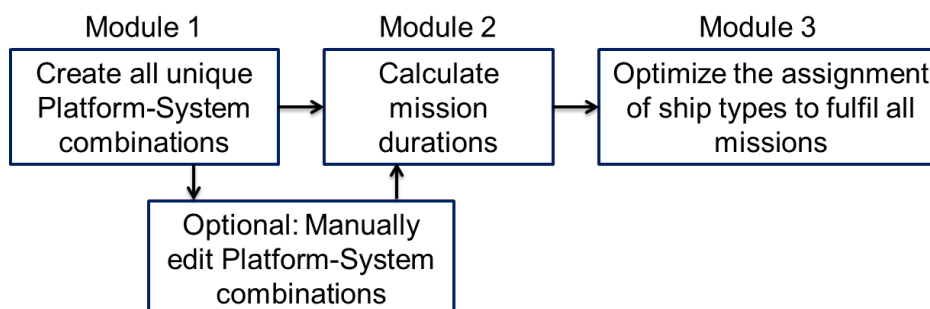 Module 1
Create all unique
Platform-System
combinations
Module 2
Calculate
mission
durations
Module 3
Optimize the assignment
of ship types to fulfil all
missions
Optional: Manually
edit Platform-System
combinations